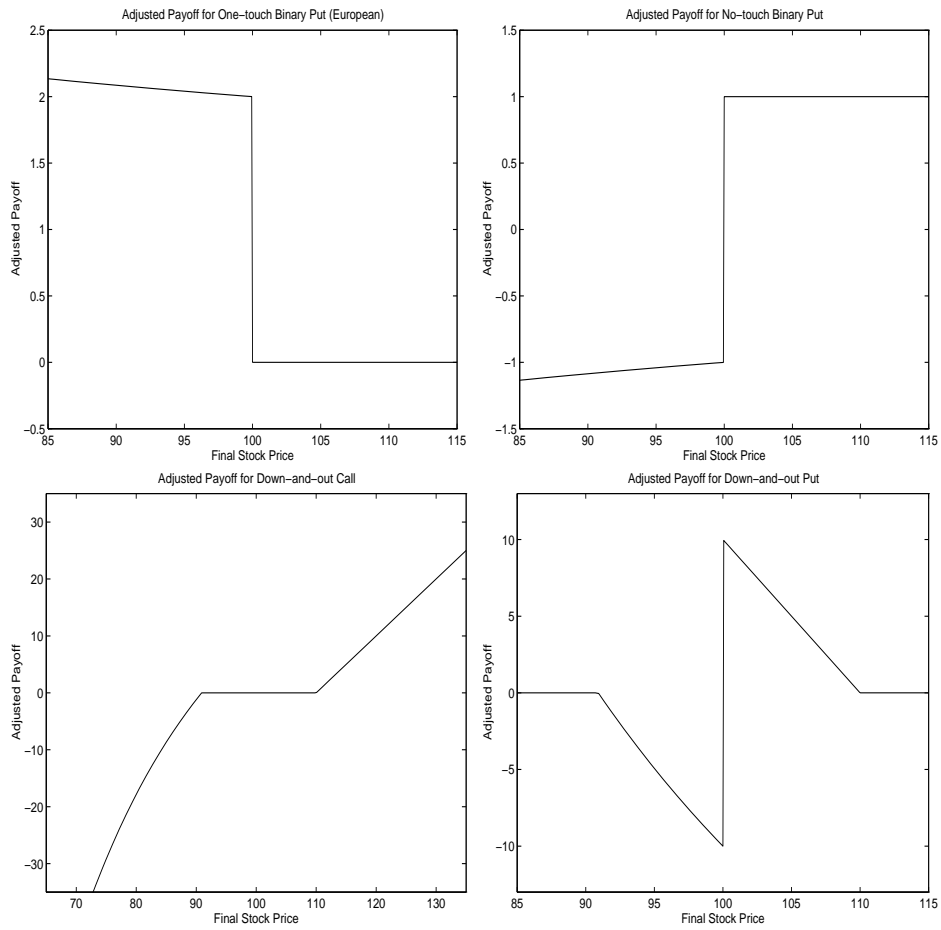 Adjusted Payoff for One−touch Binary Put (European)
2.5
2
1.5
1
0.5
0
−0.5
Adjusted Payoff
85 90 95 100 105 110 115
Final Stock Price
Adjusted Payoff for No−touch Binary Put
1.5
1
0.5
0
−0.5
−1
−1.5
Adjusted Payoff
85 90 95 100 105 110 115
Final Stock Price
Adjusted Payoff for Down−and−out Call
30
20
10
0
−10
−20
−30
Adjusted Payoff
70 80 90 100 110 120 130
Final Stock Price
Adjusted Payoff for Down−and−out Put
10
5
0
−5
−10
Adjusted Payoff
85 90 95 100 105 110 115
Final Stock Price